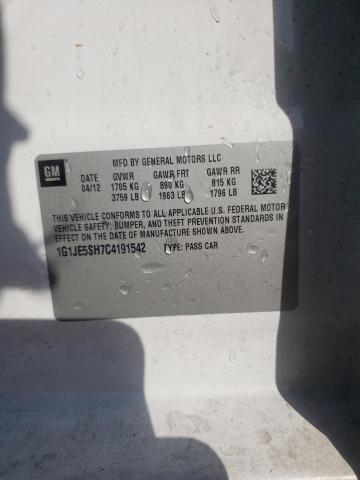 GM
MFD BY GENERAL MOTORS LLC
DATE GVWR GAWR FRT GAWR RR
04/12 1705 KG 890 KG 815 KG
3759 LB 1963 LB 1796 LB
THIS VEHICLE CONFORMS TO ALL APPLICABLE U.S. FEDERAL MOTOR
VEHICLE SAFETY, BUMPER, AND THEFT PREVENTION STANDARDS
IN EFFECT ON THE DATE OF MANUFACTURE SHOWN ABOVE.
1G1JE5SH7C4191542 TYPE: PASS CAR